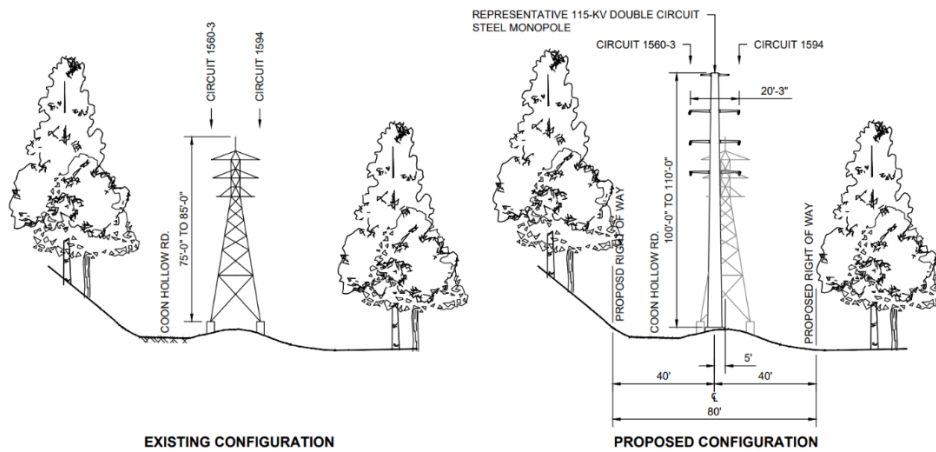 CIRCUIT 1560-3
CIRCUIT 1594
75'-0" TO 85'-0"
COON HOLLOW RD.
EXISTING CONFIGURATION
REPRESENTATIVE 115-KV DOUBLE CIRCUIT
STEEL MONOPOLE
CIRCUIT 1560-3
CIRCUIT 1594
20'-3"
100'-0" TO 110'-0"
PROPOSD RIGHT OF WAY
COON HOLLOW RD.
PROPOSED RIGHT OF WAY
5'
40'
40'
℄
80'
PROPOSED CONFIGURATION